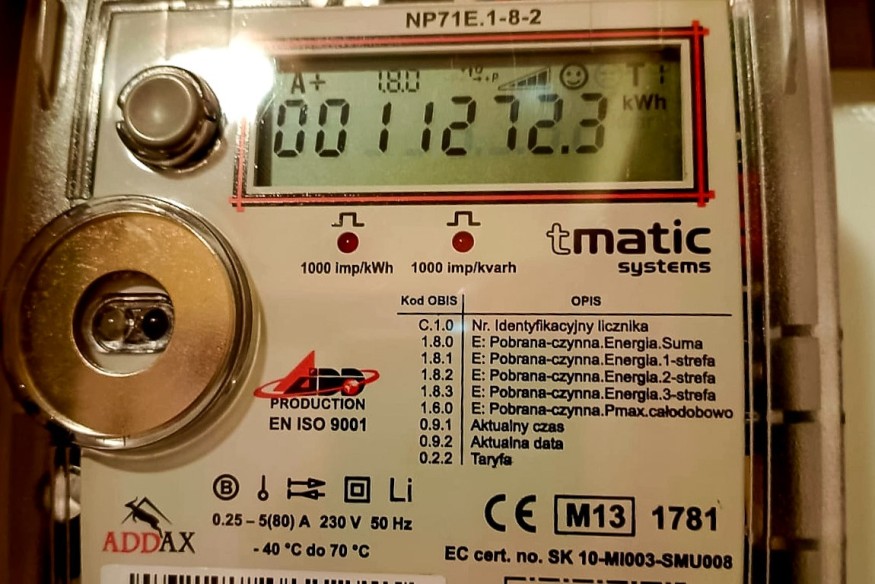 NP71E.1-8-2
A+ 1.8.0 T1
0011272.3 kWh
1000 imp/kWh 1000 imp/kvarh
tmatic
systems
Kod OBIS OPIS
C.1.0 Nr. Identyfikacyjny licznika
1.8.0 E: Pobrana-czynna.Energia.Suma
1.8.1 E: Pobrana-czynna.Energia.1-strefa
1.8.2 E: Pobrana-czynna.Energia.2-strefa
1.8.3 E: Pobrana-czynna.Energia.3-strefa
1.6.0 E: Pobrana-czynna.Pmax.całodobowo
0.9.1 Aktualny czas
0.9.2 Aktualna data
0.2.2 Taryfa
ADD
PRODUCTION
EN ISO 9001
B Li
0.25 – 5(80) A 230 V 50 Hz
- 40 °C do 70 °C
ADDAX
CE M13 1781
EC cert. no. SK 10-MI003-SMU008